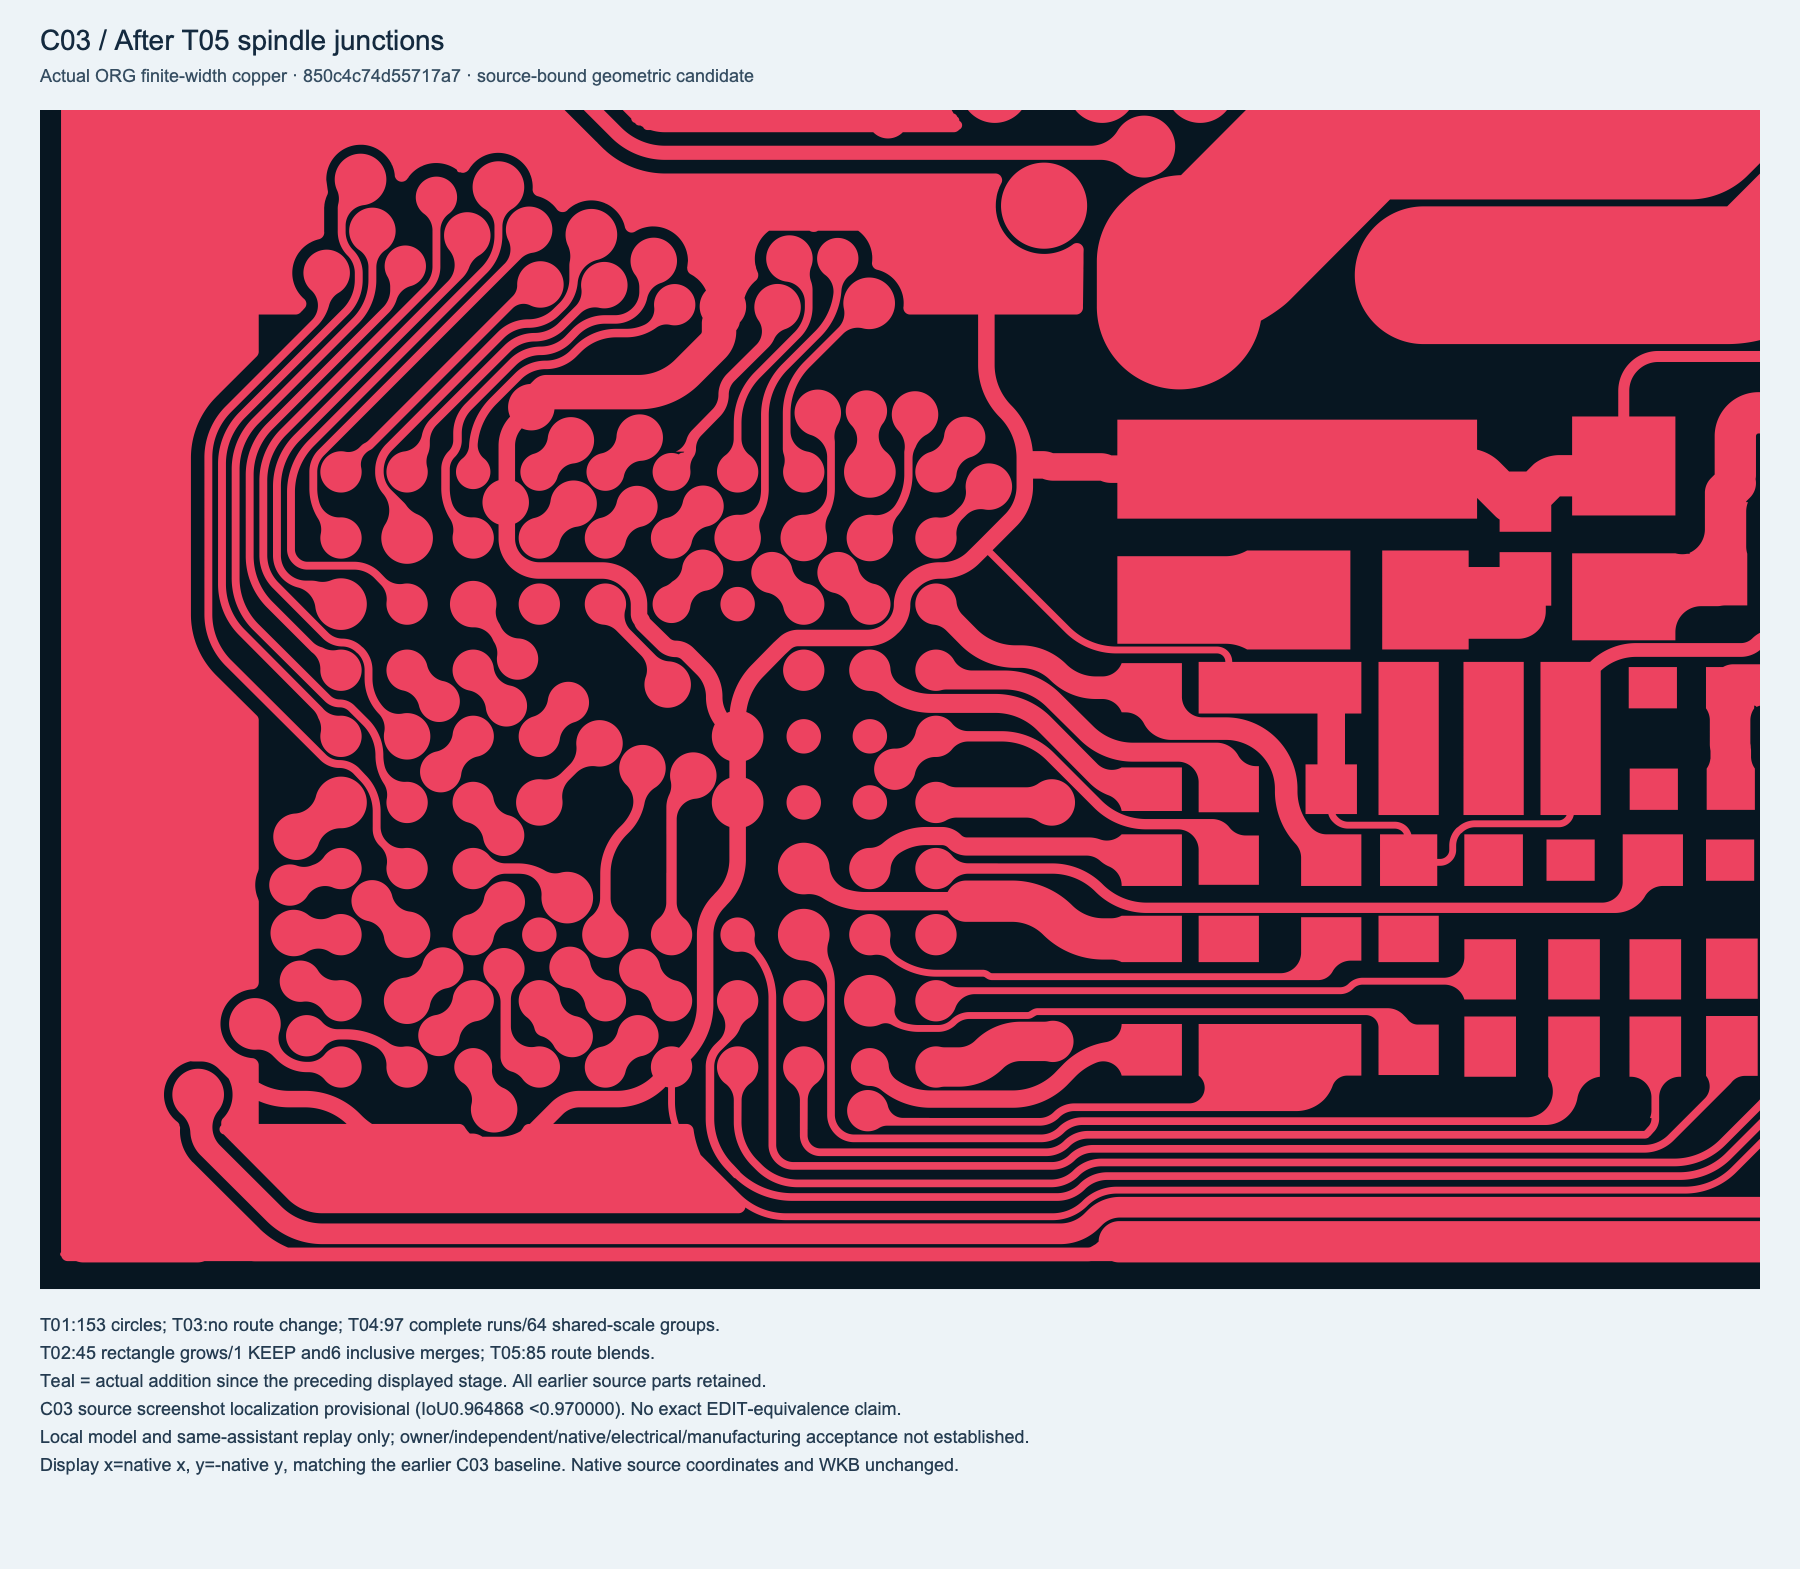 C03 / After T05 spindle junctions
Actual ORG finite-width copper · 850c4c74d55717a7 · source-bound geometric candidate
T01:153 circles; T03:no route change; T04:97 complete runs/64 shared-scale groups.
T02:45 rectangle grows/1 KEEP and6 inclusive merges; T05:85 route blends.
Teal = actual addition since the preceding displayed stage. All earlier source parts retained.
C03 source screenshot localization provisional (IoU0.964868 <0.970000). No exact EDIT-equivalence claim.
Local model and same-assistant replay only; owner/independent/native/electrical/manufacturing acceptance not established.
Display x=native x, y=-native y, matching the earlier C03 baseline. Native source coordinates and WKB unchanged.